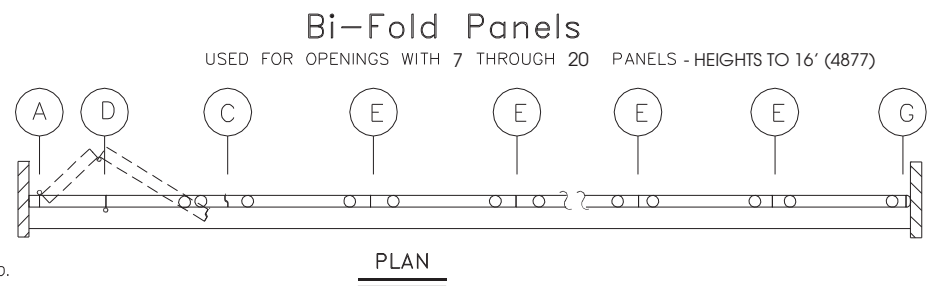 Bi-Fold Panels
USED FOR OPENINGS WITH 7 THROUGH 20 PANELS - HEIGHTS TO 16' (4877)
A D C E E E E G
PLAN